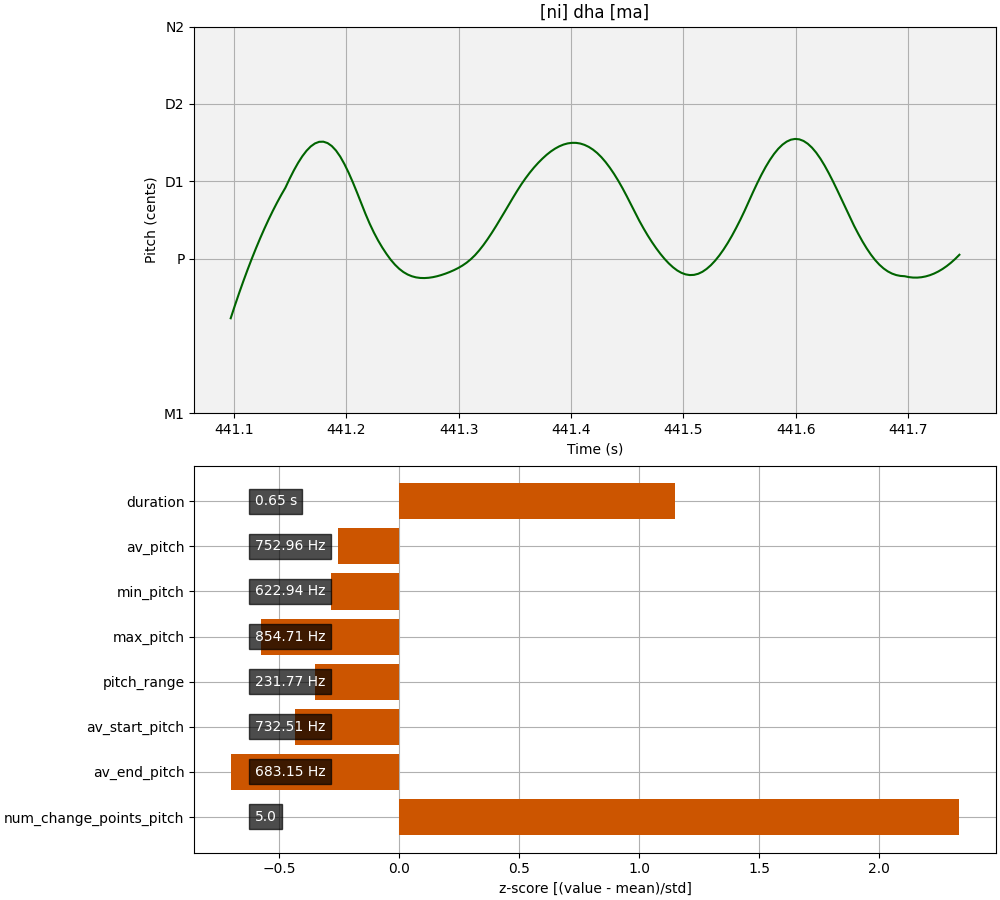 [ni] dha [ma]
N2
D2
D1
P
M1
Pitch (cents)
441.1 441.2 441.3 441.4 441.5 441.6 441.7
Time (s)
duration 0.65 s
av_pitch 752.96 Hz
min_pitch 622.94 Hz
max_pitch 854.71 Hz
pitch_range 231.77 Hz
av_start_pitch 732.51 Hz
av_end_pitch 683.15 Hz
num_change_points_pitch 5.0
−0.5 0.0 0.5 1.0 1.5 2.0
z-score [(value - mean)/std]